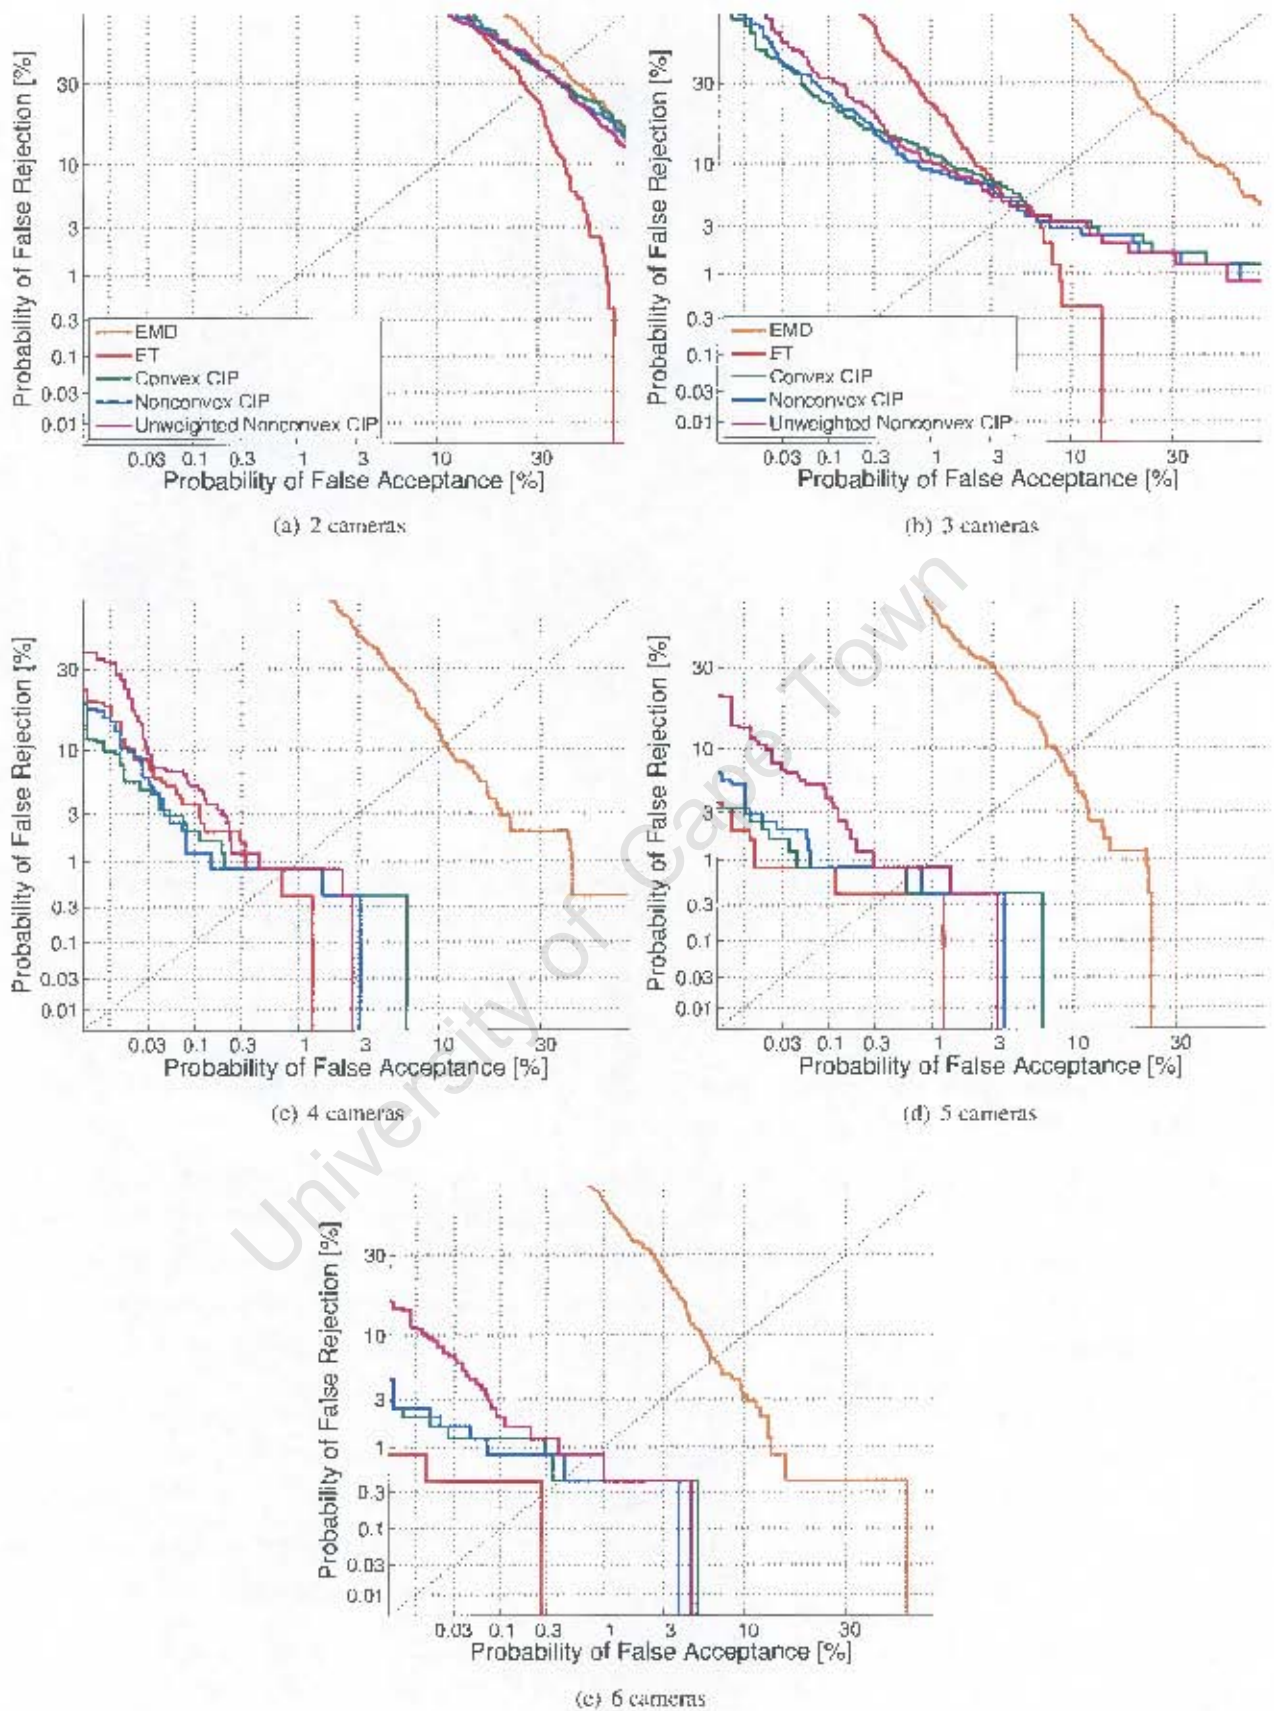 Probability of False Rejection [%]
30
10
3
1
0.3
0.1
0.03
0.01
EMD
ET
Convex CIP
Nonconvex CIP
Unweighted Nonconvex CIP
0.03 0.1 0.3 1 3 10 30
Probability of False Acceptance [%]
(a) 2 cameras
Probability of False Rejection [%]
30
10
3
1
0.3
0.1
0.03
0.01
EMD
ET
Convex CIP
Nonconvex CIP
Unweighted Nonconvex CIP
0.03 0.1 0.3 1 3 10 30
Probability of False Acceptance [%]
(b) 3 cameras
Probability of False Rejection [%]
30
10
3
1
0.3
0.1
0.03
0.01
0.03 0.1 0.3 1 3 10 30
Probability of False Acceptance [%]
(c) 4 cameras
Probability of False Rejection [%]
30
10
3
1
0.3
0.1
0.03
0.01
0.03 0.1 0.3 1 3 10 30
Probability of False Acceptance [%]
(d) 5 cameras
Probability of False Rejection [%]
30
10
3
1
0.3
0.1
0.03
0.01
0.03 0.1 0.3 1 3 10 30
Probability of False Acceptance [%]
(e) 6 cameras
University of Cape Town